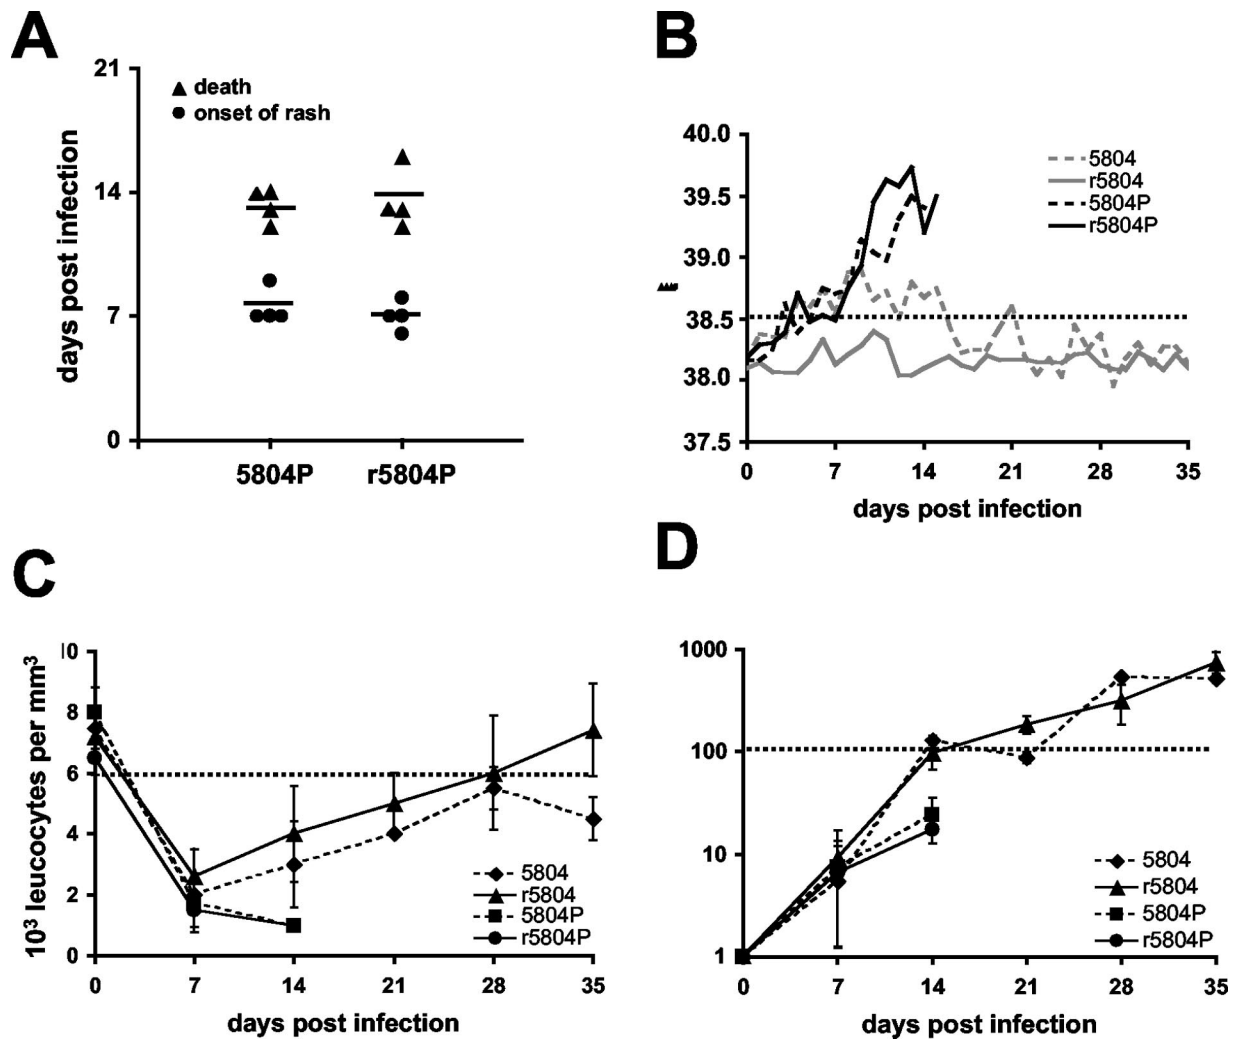 A
21
14
7
0
days post infection
death
onset of rash
5804P
r5804P
B
40.0
39.5
39.0
38.5
38.0
37.5
5804
r5804
5804P
r5804P
0 7 14 21 28 35
days post infection
C
10³ leucocytes per mm³
10
8
6
4
2
0
5804
r5804
5804P
r5804P
0 7 14 21 28 35
days post infection
D
1000
100
10
1
5804
r5804
5804P
r5804P
0 7 14 21 28 35
days post infection